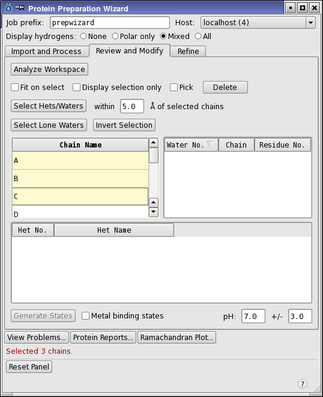 Protein Preparation Wizard
Job prefix: prepwizard Host: localhost (4)
Display hydrogens: None Polar only Mixed All
Import and Process Review and Modify Refine
Analyze Workspace
Fit on select Display selection only Pick Delete
Select Hets/Waters within 5.0 Å of selected chains
Select Lone Waters Invert Selection
Chain Name Water No. Chain Residue No.
A
B
C
D
Het No. Het Name
Generate States Metal binding states pH: 7.0 +/- 3.0
View Problems... Protein Reports... Ramachandran Plot...
Selected 3 chains.
Reset Panel
?